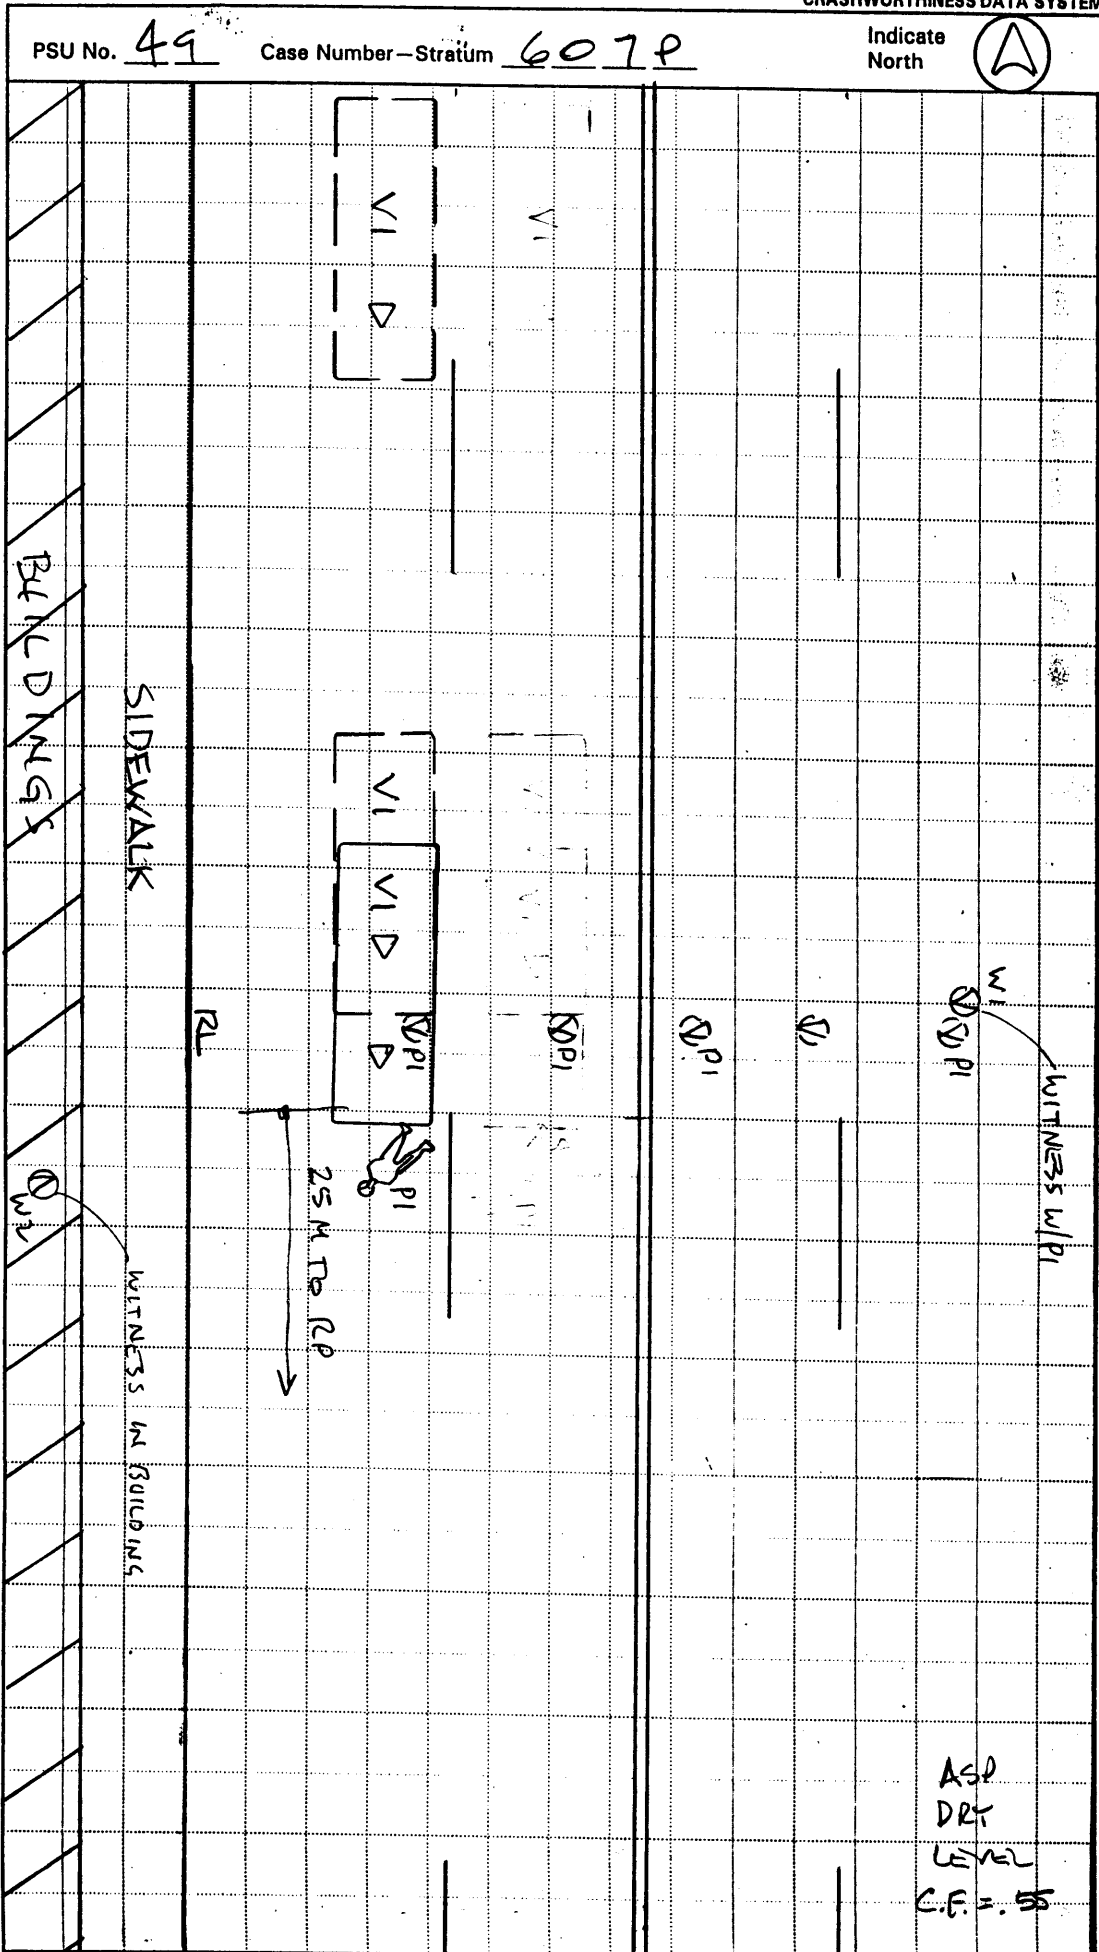 CRASHWORTHINESS DATA SYSTEM
PSU No. 49 Case Number-Stratum 607P Indicate North
V1
V1
V1
V1
BUILDINGS
SIDEWALK
RL
P1
P1
P1
P1
P1
W1
WITNESS W/P1
25 M TO RP
W2
WITNESS IN BUILDING
ASP
DRY
LEVEL
C.F. = .55